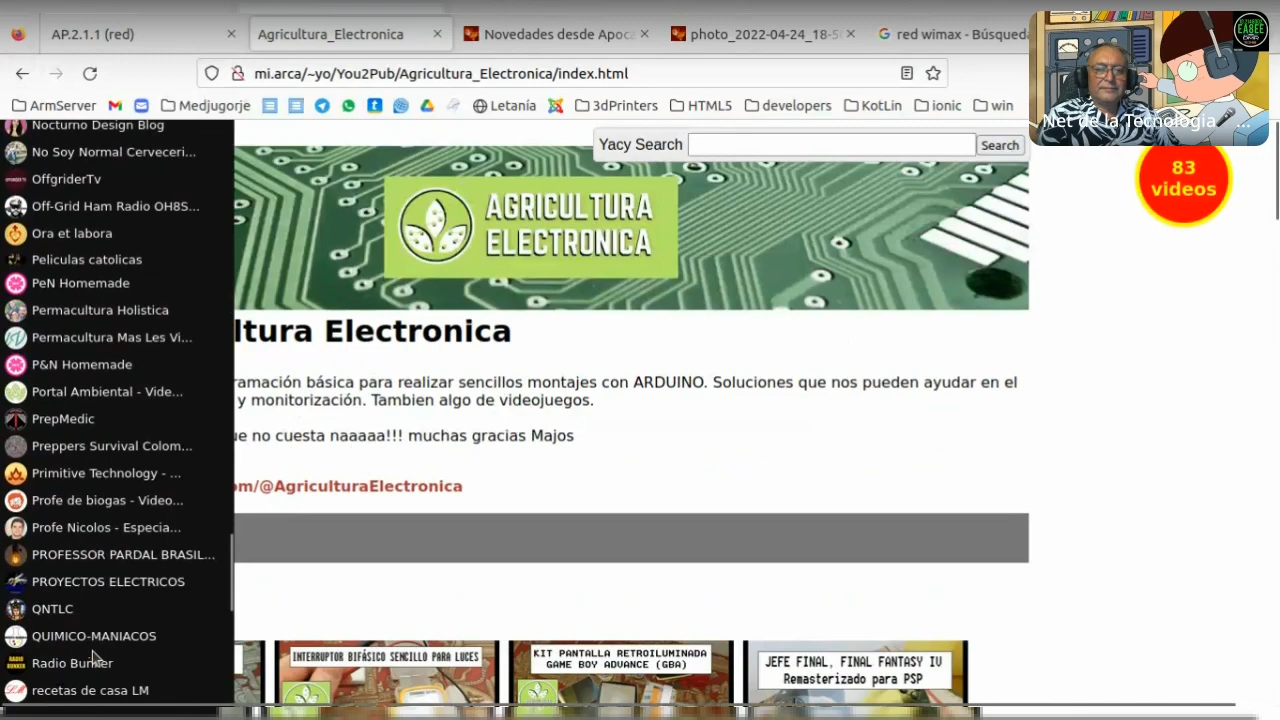 AP.2.1.1 (red)
Agricultura_Electronica
Novedades desde Apoca
photo_2022-04-24_18-5
red wimax - Búsqueda
mi.arca/~yo/You2Pub/Agricultura_Electronica/index.html
ArmServer
Medjugorje
Letanía
3dPrinters
HTML5
developers
KotLin
ionic
win
Net de la Tecnologia
EA8EE
DMR
Yacy Search
Search
83
videos
Nocturno Design Blog
No Soy Normal Cerveceri...
OffgriderTv
Off-Grid Ham Radio OH8S...
Ora et labora
Peliculas catolicas
PeN Homemade
Permacultura Holistica
Permacultura Mas Les Vi...
P&N Homemade
Portal Ambiental - Vide...
PrepMedic
Preppers Survival Colom...
Primitive Technology - ...
Profe de biogas - Video...
Profe Nicolos - Especia...
PROFESSOR PARDAL BRASIL...
PROYECTOS ELECTRICOS
QNTLC
QUIMICO-MANIACOS
Radio Bunker
recetas de casa LM
AGRICULTURA
ELECTRONICA
ltura Electronica
ramación básica para realizar sencillos montajes con ARDUINO. Soluciones que nos pueden ayudar en el
y monitorización. Tambien algo de videojuegos.
ue no cuesta naaaaa!!! muchas gracias Majos
om/@AgriculturaElectronica
INTERRUPTOR BIFÁSICO SENCILLO PARA LUCES
KIT PANTALLA RETROILUMINADA
GAME BOY ADVANCE (GBA)
JEFE FINAL, FINAL FANTASY IV
Remasterizado para PSP